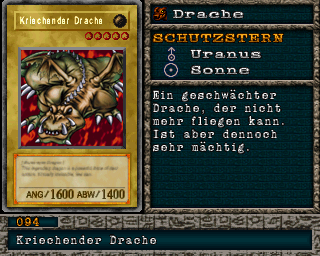 Kriechender Drache
ANG/1600 ABW/1400
Drache
SCHUTZSTERN
Uranus
Sonne
Ein geschwächter
Drache, der nicht
mehr fliegen kann.
Ist aber dennoch
sehr mächtig.
094
Kriechender Drache